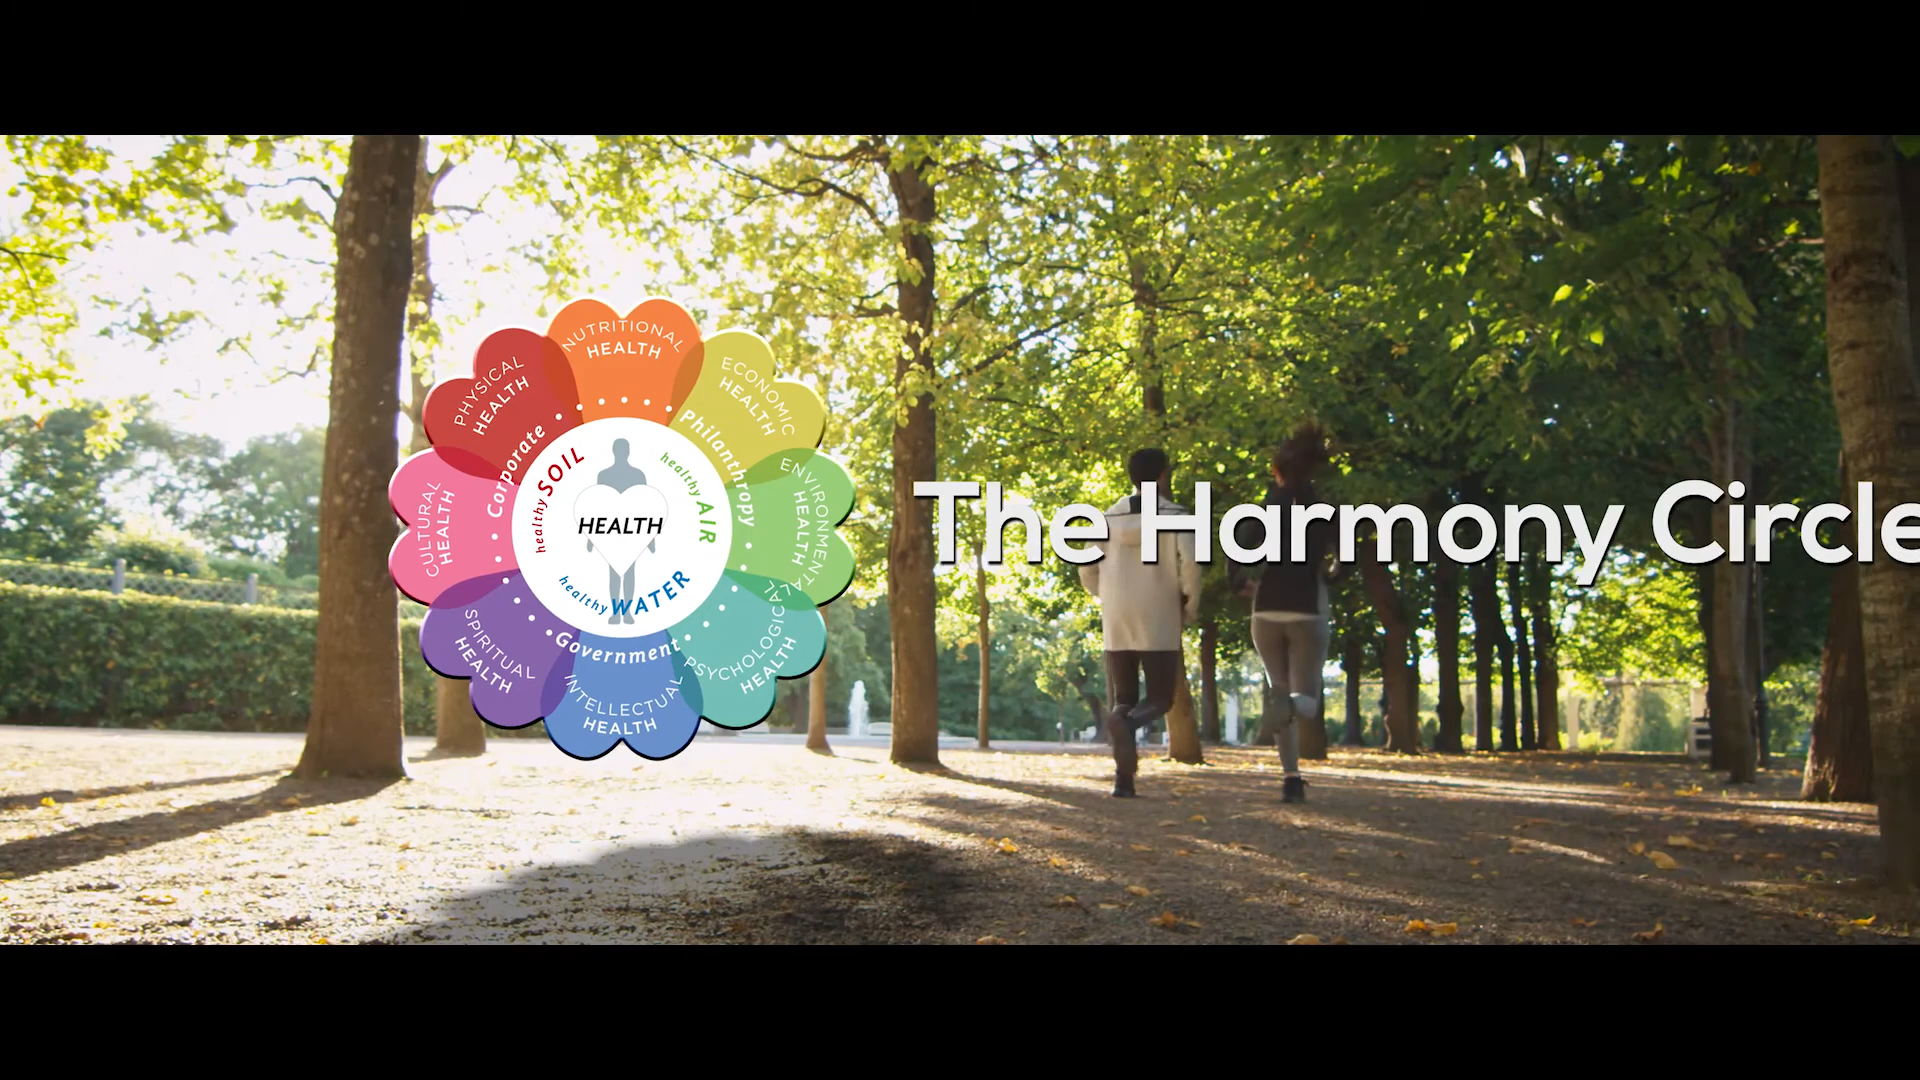 NUTRITIONAL
HEALTH
ECONOMIC
HEALTH
ENVIRONMENTAL
HEALTH
PSYCHOLOGICAL
HEALTH
INTELLECTUAL
HEALTH
SPIRITUAL
HEALTH
CULTURAL
HEALTH
PHYSICAL
HEALTH
Corporate
Philanthropy
Government
healthy SOIL
healthy AIR
healthy WATER
HEALTH
The Harmony Circle